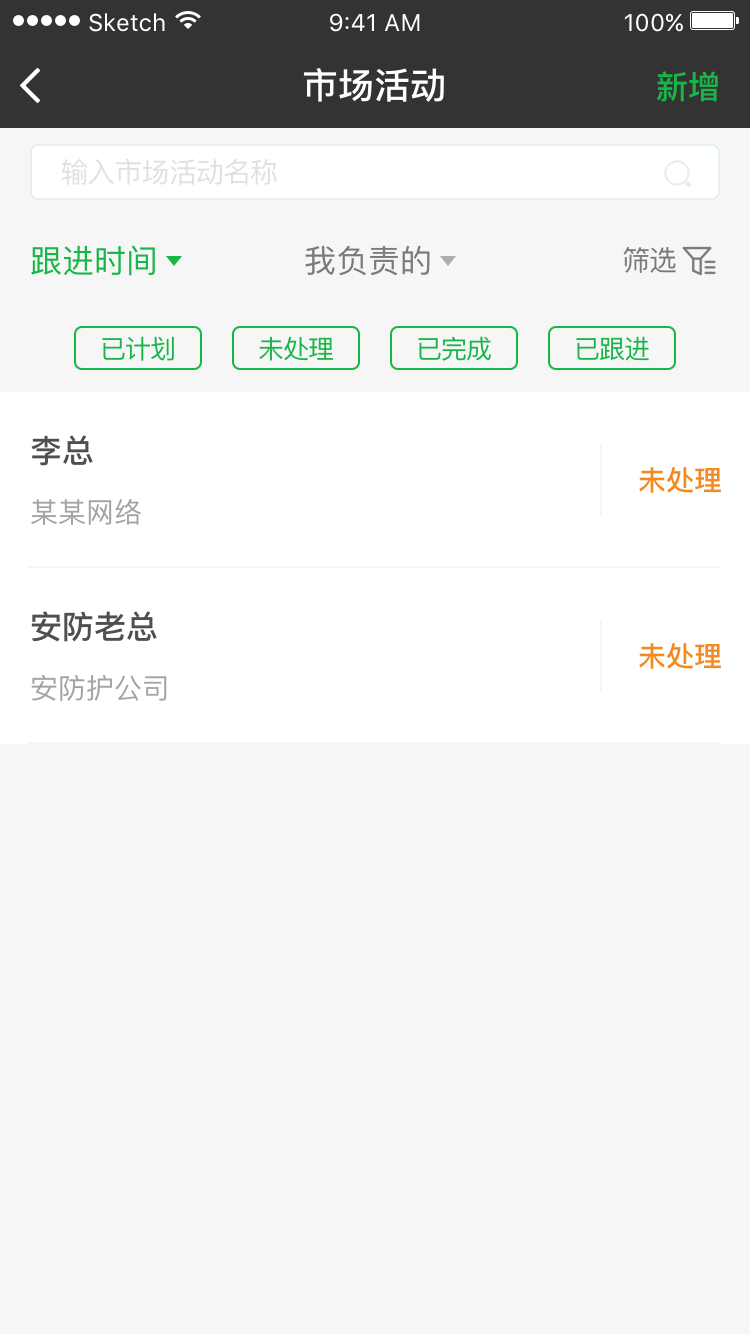 Sketch 9:41 AM 100%
市场活动 新增
输入市场活动名称
跟进时间 我负责的 筛选
已计划 未处理 已完成 已跟进
李总
某某网络
未处理
安防老总
安防护公司
未处理